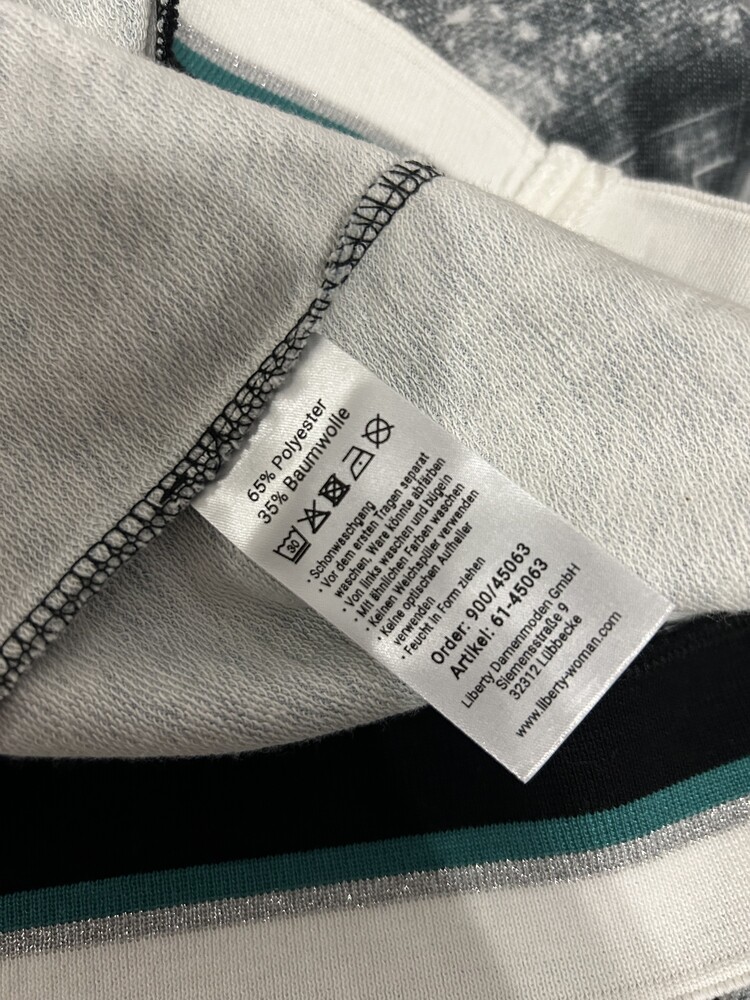 65% Polyester
35% Baumwolle
30
· Schonwaschgang
· Vor dem ersten Tragen separat
waschen, Ware könnte abfärben
· Von links waschen und bügeln
· Mit ähnlichen Farben waschen
· Keinen Weichspüler verwenden
· Keine optischen Aufheller
verwenden
· Feucht in Form ziehen
Order: 900/45063
Artikel: 61-45063
Liberty Damenmoden GmbH
Siemensstraße 9
32312 Lübbecke
www.liberty-woman.com